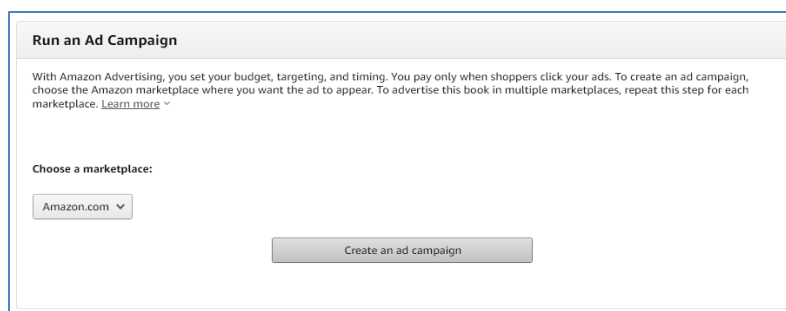 Run an Ad Campaign
With Amazon Advertising, you set your budget, targeting, and timing. You pay only when shoppers click your ads. To create an ad campaign,
choose the Amazon marketplace where you want the ad to appear. To advertise this book in multiple marketplaces, repeat this step for each
marketplace. Learn more
Choose a marketplace:
Amazon.com
Create an ad campaign